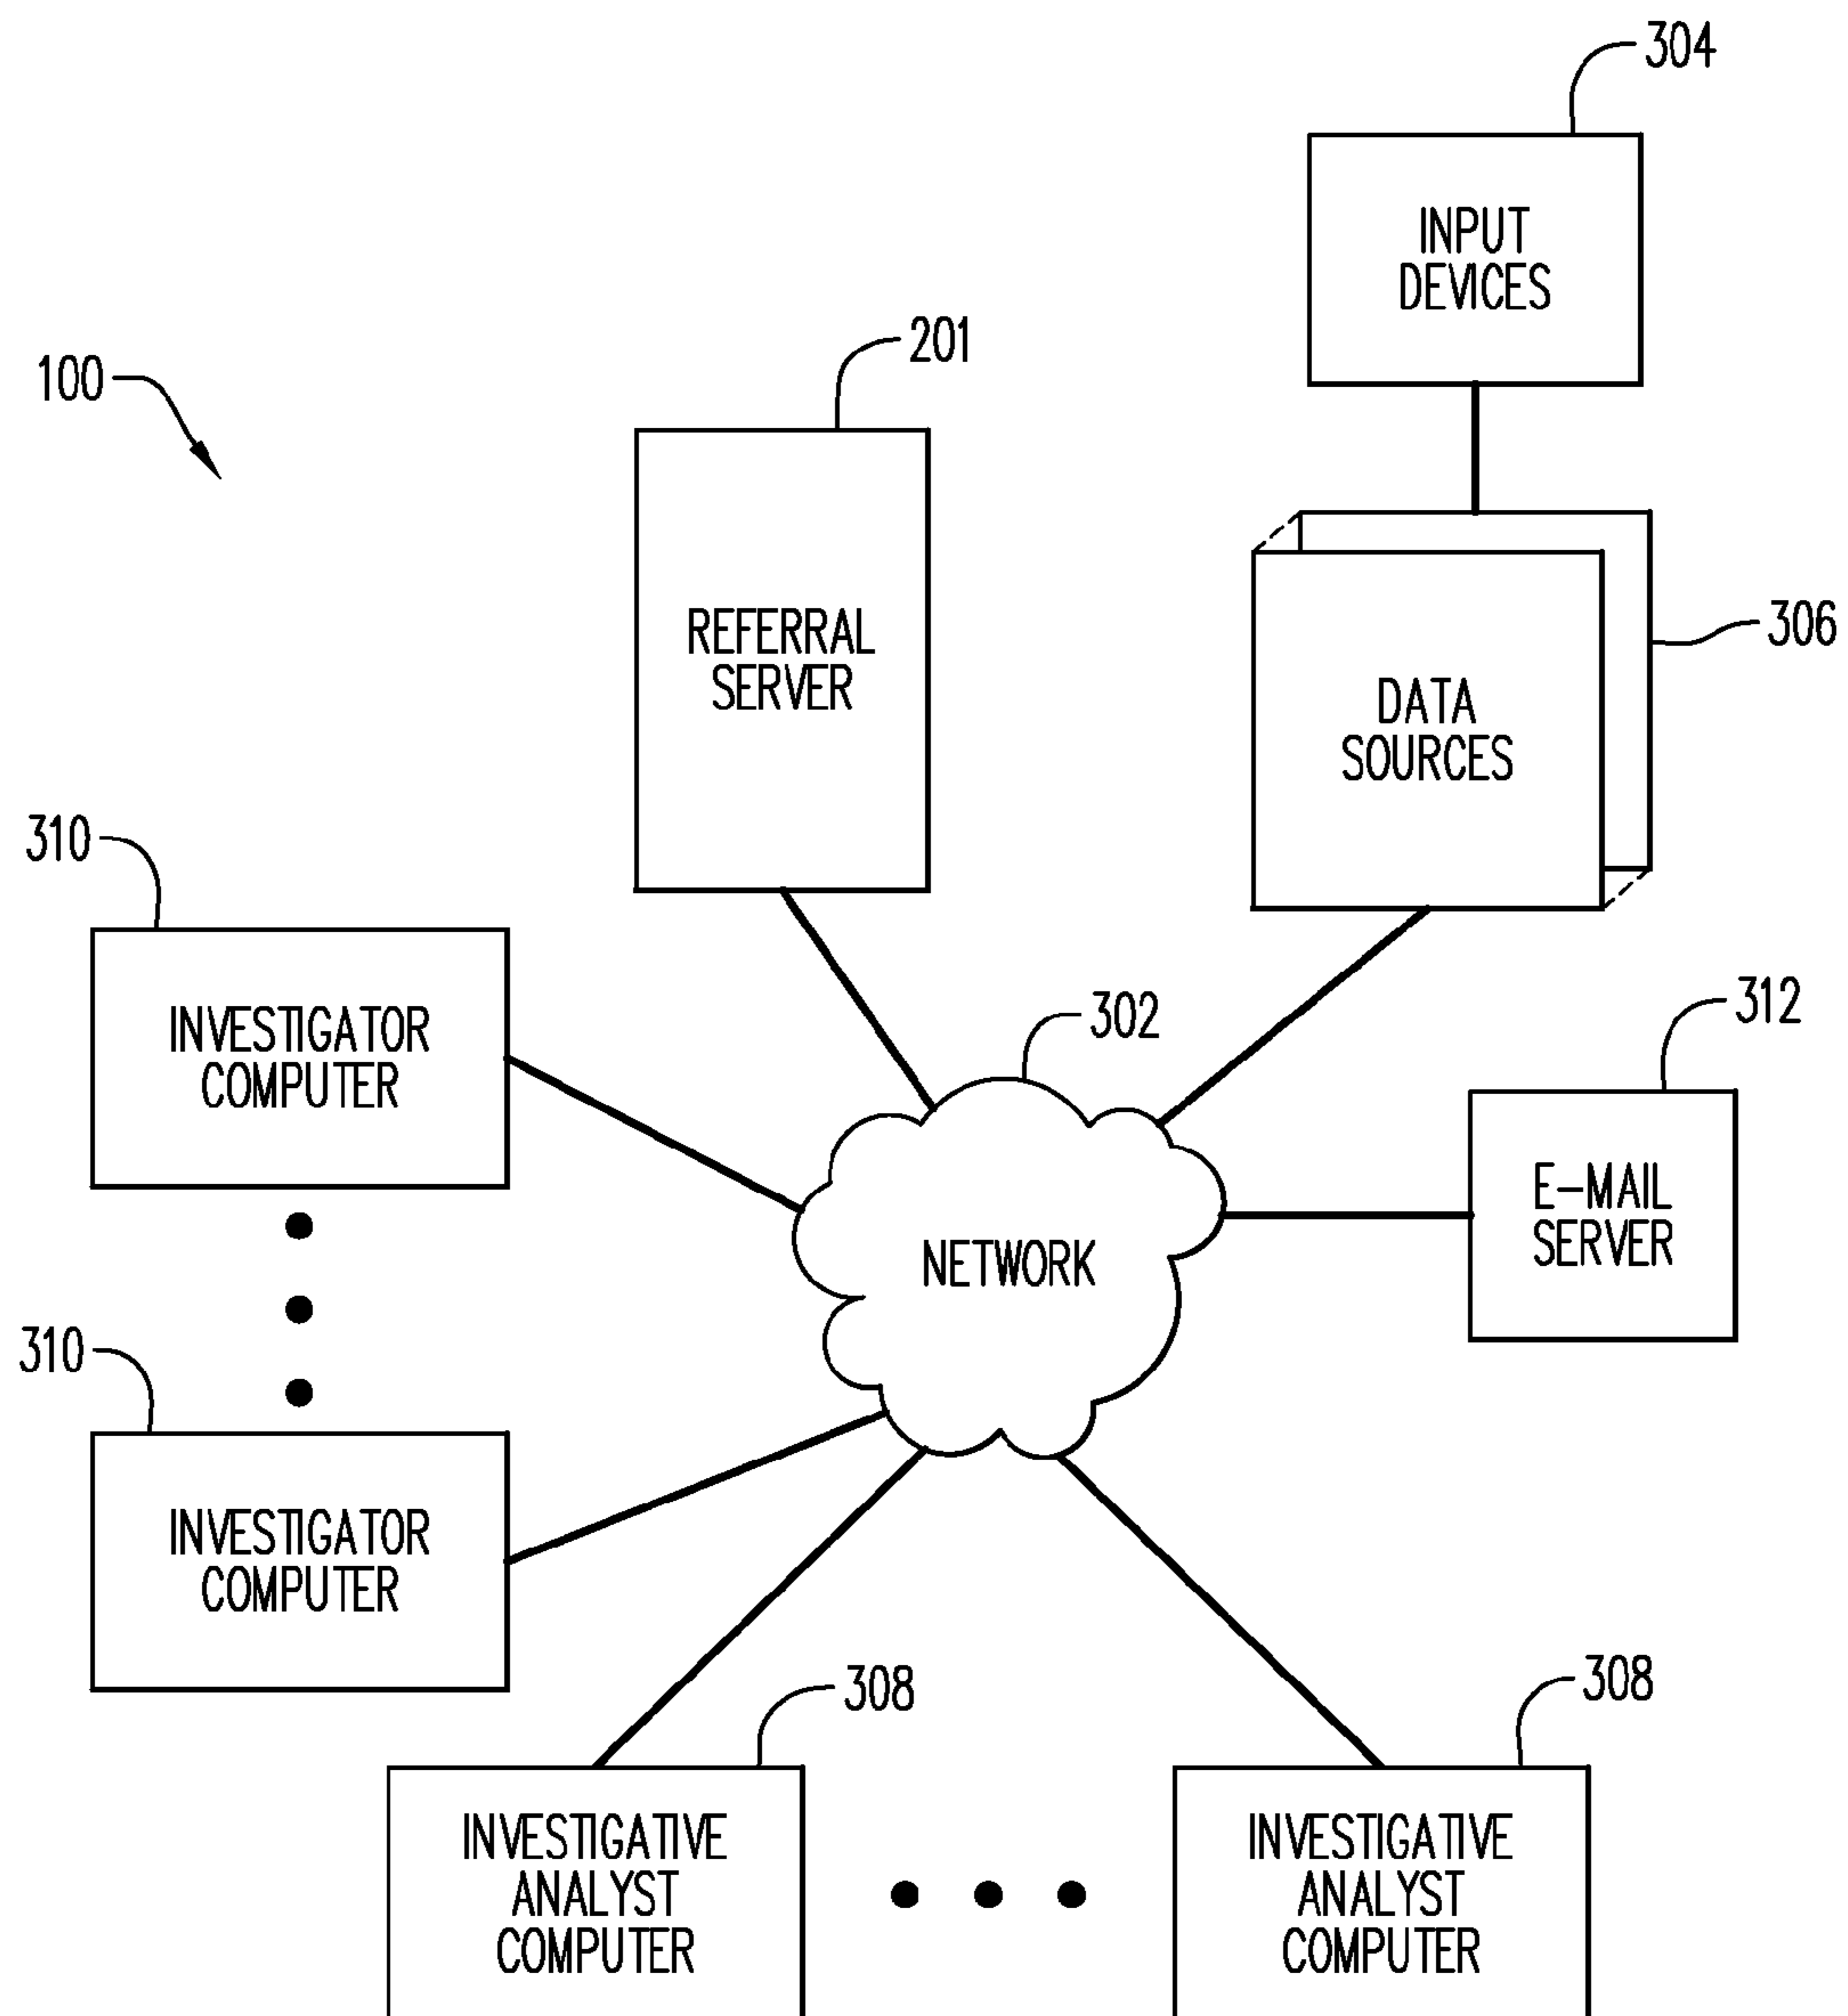 304
INPUT
DEVICES
201
100
REFERRAL
SERVER
306
DATA
SOURCES
310
INVESTIGATOR
COMPUTER
302
312
NETWORK
E-MAIL
SERVER
310
INVESTIGATOR
COMPUTER
308
INVESTIGATIVE
ANALYST
COMPUTER
308
INVESTIGATIVE
ANALYST
COMPUTER